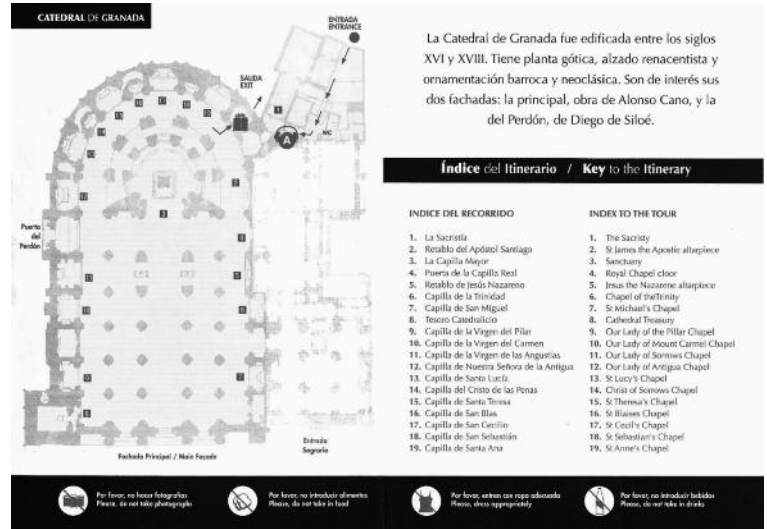 CATEDRAL DE GRANADA
ENTRADA
ENTRANCE
SALIDA
EXIT
WC
A
Puerta
del
Perdón
Entrada
Sagrario
Fachada Principal / Main Façade
La Catedral de Granada fue edificada entre los siglos
XVI y XVIII. Tiene planta gótica, alzado renacentista y
ornamentación barroca y neoclásica. Son de interés sus
dos fachadas: la principal, obra de Alonso Cano, y la
del Perdón, de Diego de Siloé.
Índice del Itinerario / Key to the Itinerary
INDICE DEL RECORRIDO
1. La Sacristía
2. Retablo del Apóstol Santiago
3. La Capilla Mayor
4. Puerta de la Capilla Real
5. Retablo de Jesús Nazareno
6. Capilla de la Trinidad
7. Capilla de San Miguel
8. Tesoro Catedralicio
9. Capilla de la Virgen del Pilar
10. Capilla de la Virgen del Carmen
11. Capilla de la Virgen de las Angustias
12. Capilla de Nuestra Señora de la Antigua
13. Capilla de Santa Lucía
14. Capilla del Cristo de las Penas
15. Capilla de Santa Teresa
16. Capilla de San Blas
17. Capilla de San Cecilio
18. Capilla de San Sebastián
19. Capilla de Santa Ana
INDEX TO THE TOUR
1. The Sacristy
2. St James the Apostle altarpiece
3. Sanctuary
4. Royal Chapel door
5. Jesus the Nazarene altarpiece
6. Chapel of theTrinity
7. St Michael's Chapel
8. Cathedral Treasury
9. Our Lady of the Pillar Chapel
10. Our Lady of Mount Carmel Chapel
11. Our Lady of Sorrows Chapel
12. Our Lady of Antigua Chapel
13. St Lucy's Chapel
14. Christ of Sorrows Chapel
15. St Theresa's Chapel
16. St Blaises Chapel
17. St Cecil's Chapel
18. St Sebastian's Chapel
19. St Anne's Chapel
Por favor, no hacer fotografías
Please, do not take photographs
Por favor, no introducir alimentos
Please, do not take in food
Por favor, entren con ropa adecuada
Please, dress appropriately
Por favor, no introducir bebidas
Please, do not take in drinks